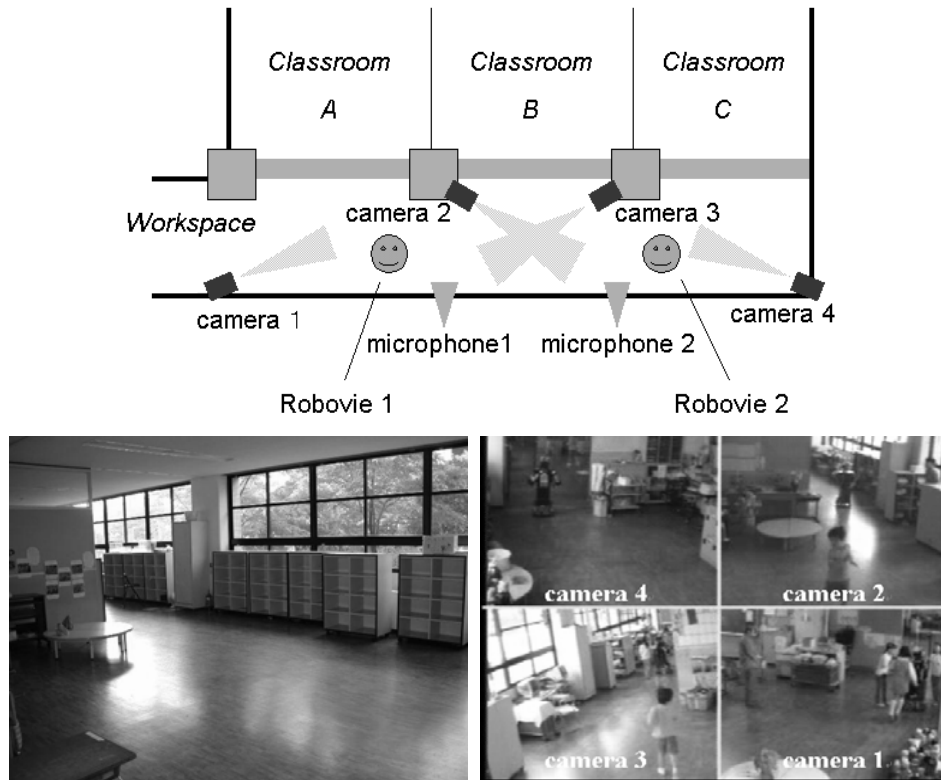 Classroom
A
Classroom
B
Classroom
C
Workspace
camera 2
camera 3
camera 1
camera 4
microphone1
microphone 2
Robovie 1
Robovie 2
camera 4
camera 2
camera 3
camera 1